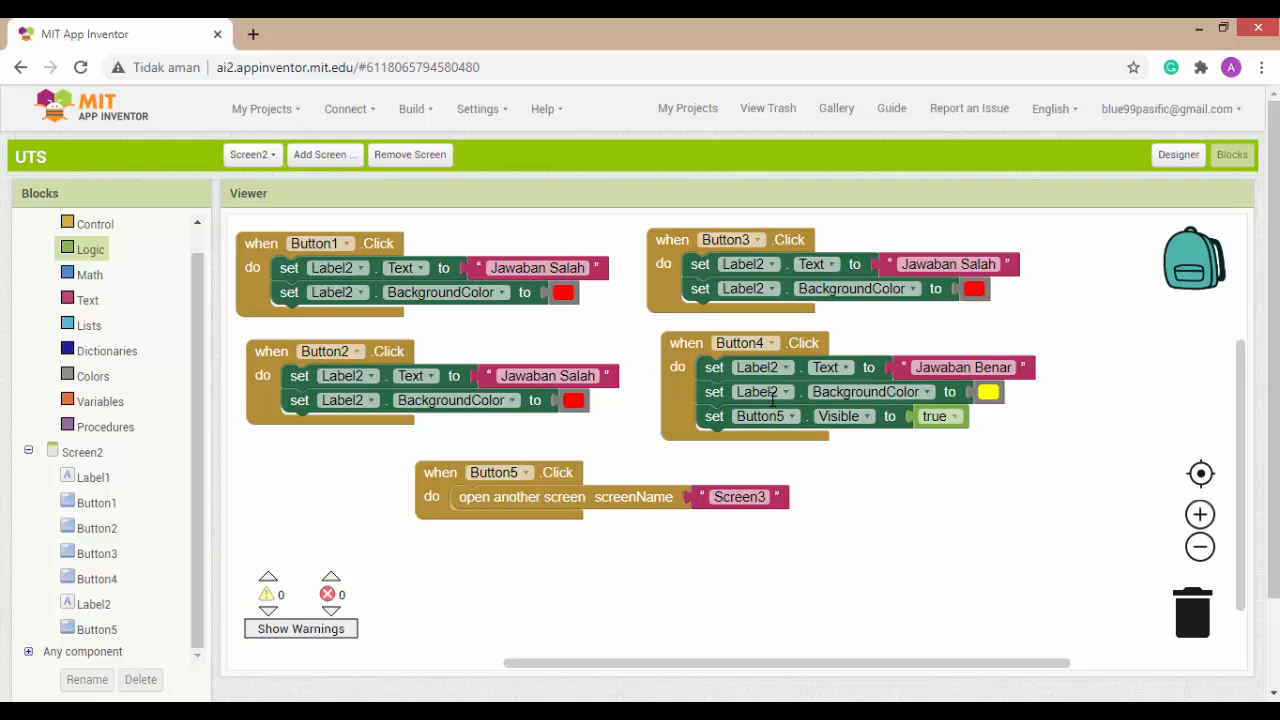 MIT App Inventor
Tidak aman
ai2.appinventor.mit.edu/#6118065794580480
A
MIT
APP INVENTOR
My Projects
Connect
Build
Settings
Help
My Projects
View Trash
Gallery
Guide
Report an Issue
English
blue99pasific@gmail.com
UTS
Screen2
Add Screen ...
Remove Screen
Designer
Blocks
Blocks
Control
Logic
Math
Text
Lists
Dictionaries
Colors
Variables
Procedures
Screen2
Label1
Button1
Button2
Button3
Button4
Label2
Button5
Any component
Rename
Delete
Viewer
when Button1 .Click
do set Label2 . Text to " Jawaban Salah "
set Label2 . BackgroundColor to
when Button2 .Click
do set Label2 . Text to " Jawaban Salah "
set Label2 . BackgroundColor to
when Button3 .Click
do set Label2 . Text to " Jawaban Salah "
set Label2 . BackgroundColor to
when Button4 .Click
do set Label2 . Text to " Jawaban Benar "
set Label2 . BackgroundColor to
set Button5 . Visible to true
when Button5 .Click
do open another screen screenName " Screen3 "
0
0
Show Warnings